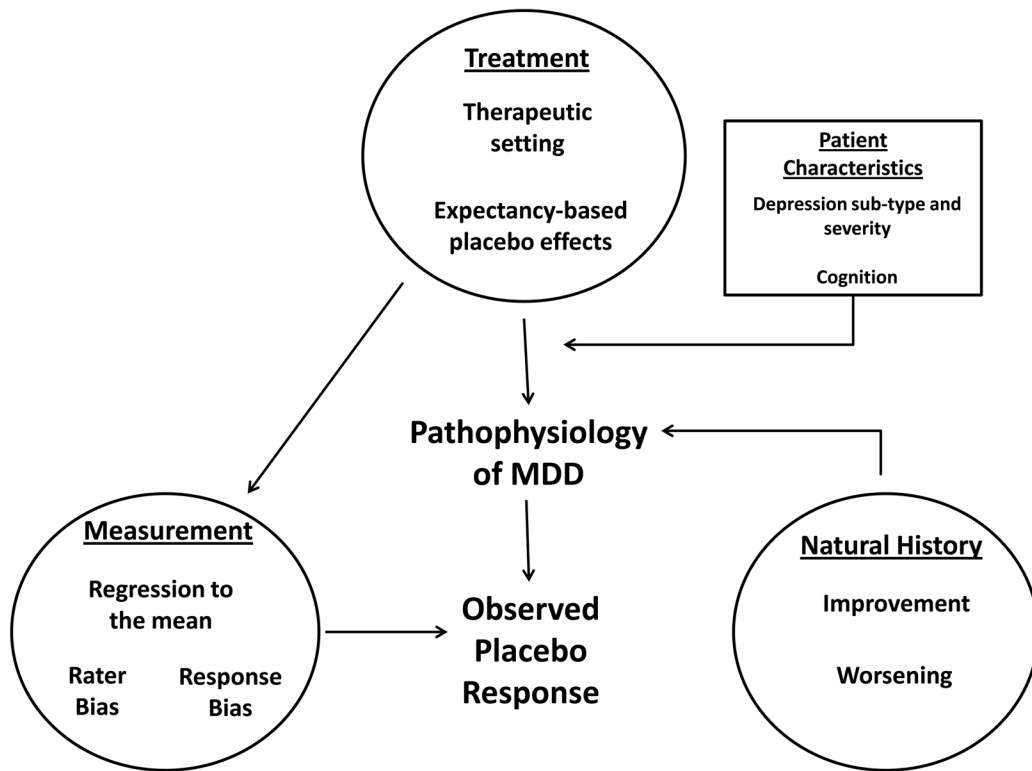 Treatment
Therapeutic
setting
Expectancy-based
placebo effects
Patient
Characteristics
Depression sub-type and
severity
Cognition
Pathophysiology
of MDD
Measurement
Regression to
the mean
Rater
Bias
Response
Bias
Observed
Placebo
Response
Natural History
Improvement
Worsening